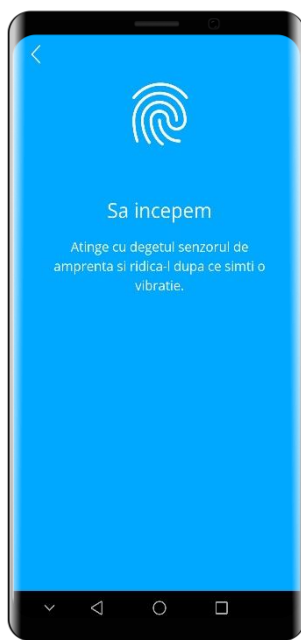 Sa incepem
Atinge cu degetul senzorul de
amprenta si ridica-l dupa ce simti o
vibratie.